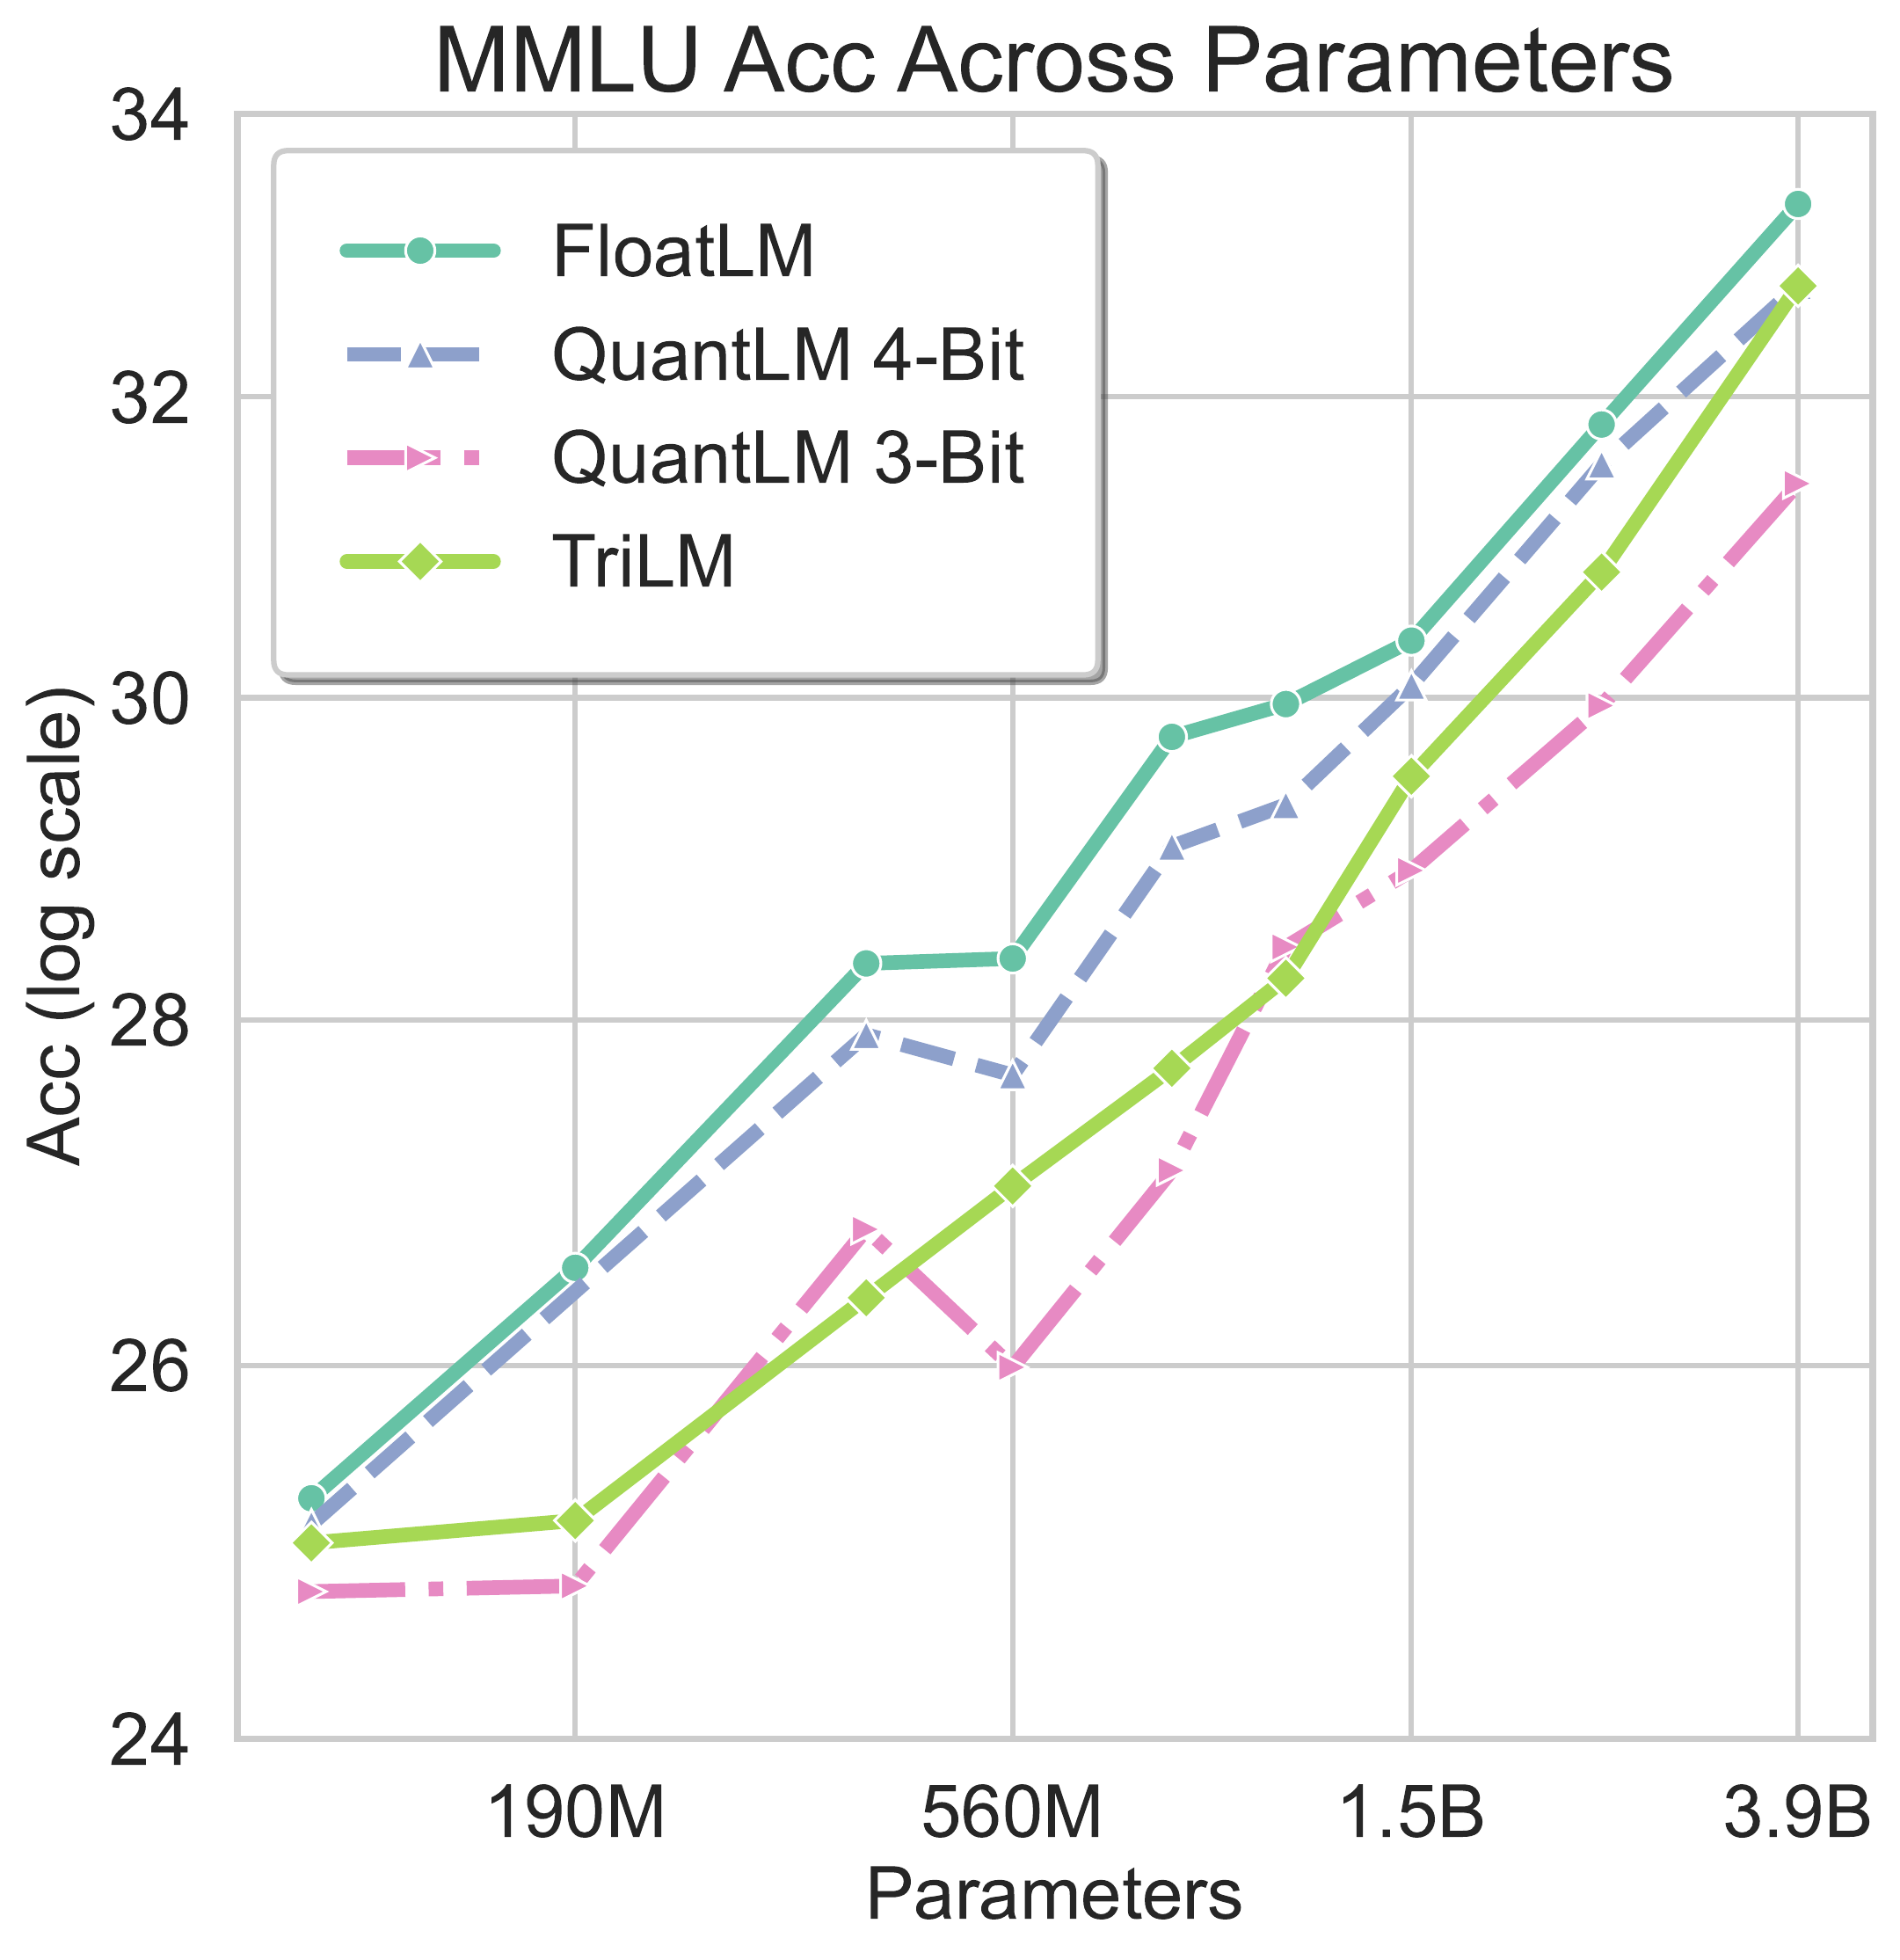 MMLU Acc Across Parameters
34
32
30
28
26
24
Acc (log scale)
FloatLM
QuantLM 4-Bit
QuantLM 3-Bit
TriLM
190M 560M 1.5B 3.9B
Parameters